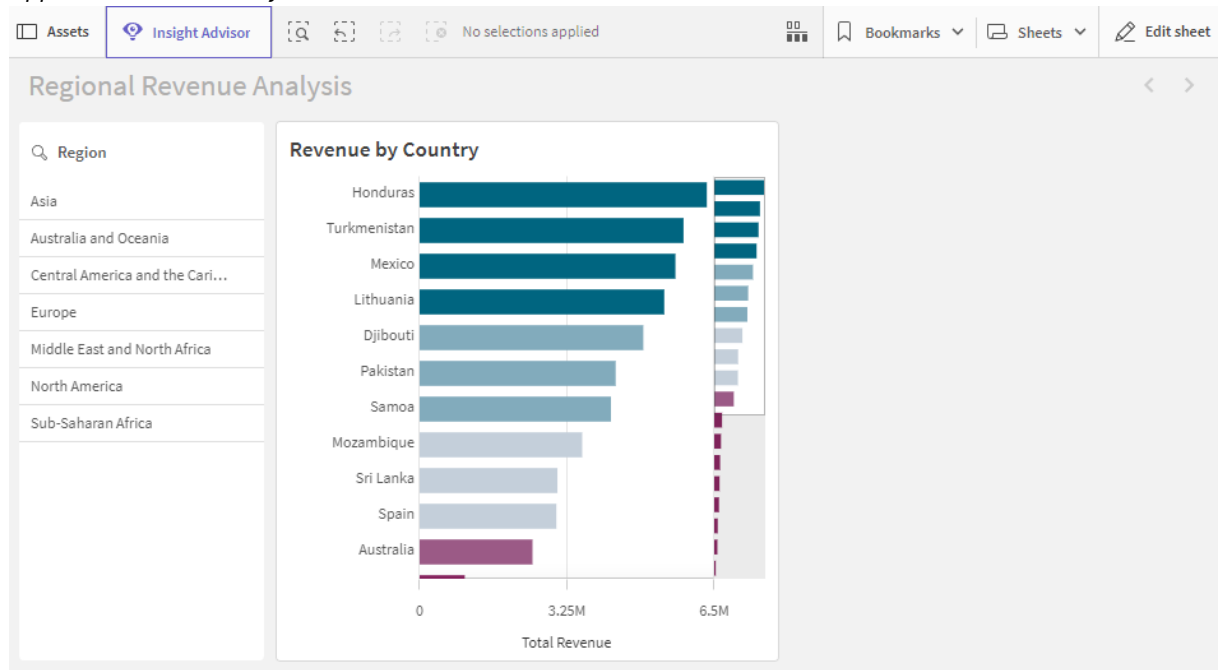 Assets
Insight Advisor
No selections applied
Bookmarks
Sheets
Edit sheet
Regional Revenue Analysis
Region
Asia
Australia and Oceania
Central America and the Cari...
Europe
Middle East and North Africa
North America
Sub-Saharan Africa
Revenue by Country
Honduras
Turkmenistan
Mexico
Lithuania
Djibouti
Pakistan
Samoa
Mozambique
Sri Lanka
Spain
Australia
0 3.25M 6.5M
Total Revenue